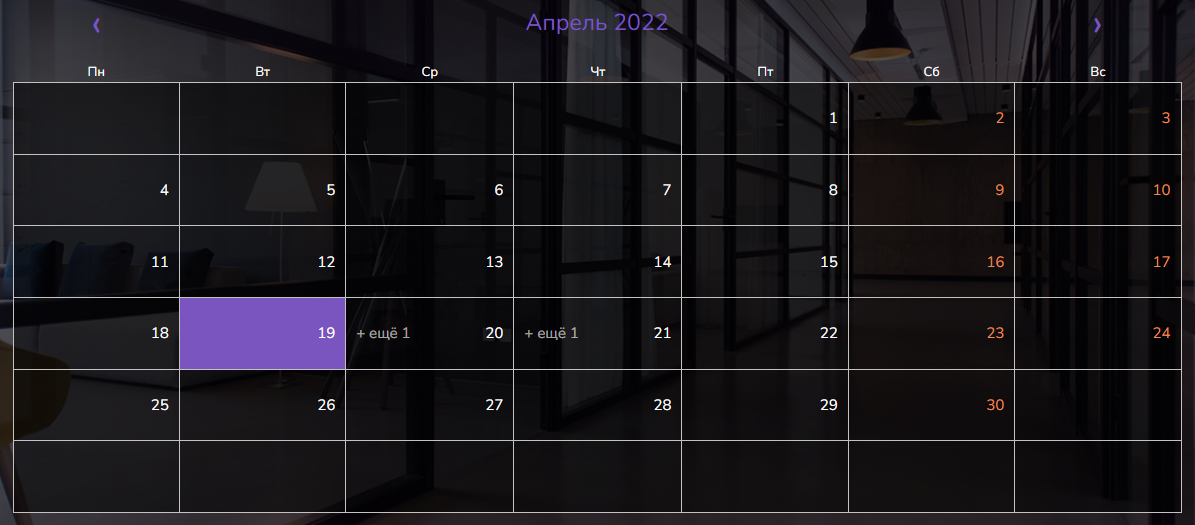 ‹ Апрель 2022 ›
Пн Вт Ср Чт Пт Сб Вс
1 2 3
4 5 6 7 8 9 10
11 12 13 14 15 16 17
18 19 + ещё 1 20 + ещё 1 21 22 23 24
25 26 27 28 29 30